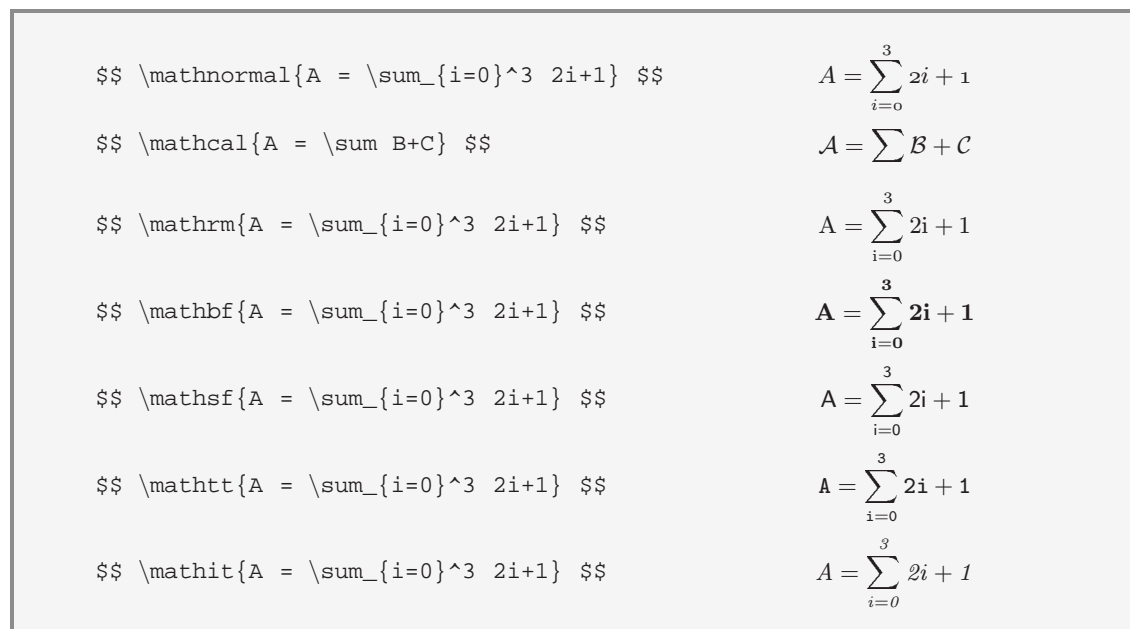 $$ \mathnormal{A = \sum_{i=0}^3 2i+1} $$ A = ∑_{i=0}^3 2i + 1
$$ \mathcal{A = \sum B+C} $$ 𝒜 = ∑ ℬ + 𝒞
$$ \mathrm{A = \sum_{i=0}^3 2i+1} $$ A = ∑_{i=0}^3 2i + 1
$$ \mathbf{A = \sum_{i=0}^3 2i+1} $$ A = ∑_{i=0}^3 2i + 1
$$ \mathsf{A = \sum_{i=0}^3 2i+1} $$ A = ∑_{i=0}^3 2i + 1
$$ \mathtt{A = \sum_{i=0}^3 2i+1} $$ A = ∑_{i=0}^3 2i + 1
$$ \mathit{A = \sum_{i=0}^3 2i+1} $$ A = ∑_{i=0}^3 2i + 1